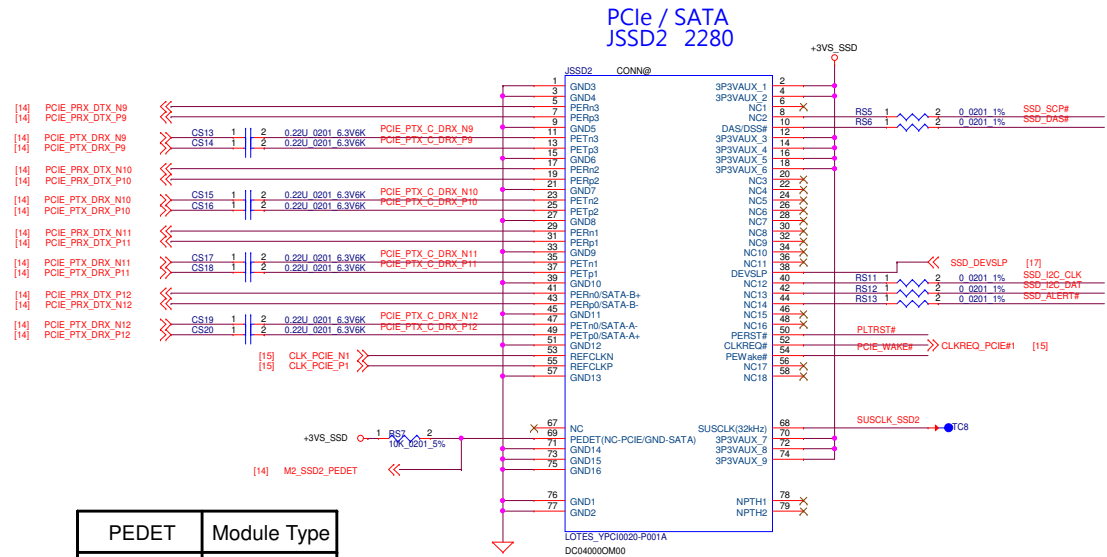 PCIe / SATA
JSSD2 2280
+3VS_SSD
JSSD2 CONN@
1 GND3 3P3VAUX_1 2
3 GND4 3P3VAUX_2 4
[14] PCIE_PRX_DTX_N9 5 PERn3 NC1 6
[14] PCIE_PRX_DTX_P9 7 PERp3 NC2 8 RS5 1 2 0_0201_1% SSD_SCP#
9 GND5 DAS/DSS# 10 RS6 1 2 0_0201_1% SSD_DAS#
[14] PCIE_PTX_DRX_N9 CS13 1 2 0.22U_0201_6.3V6K PCIE_PTX_C_DRX_N9 11 PETn3 3P3VAUX_3 12
[14] PCIE_PTX_DRX_P9 CS14 1 2 0.22U_0201_6.3V6K PCIE_PTX_C_DRX_P9 13 PETp3 3P3VAUX_4 14
15 GND6 3P3VAUX_5 16
[14] PCIE_PRX_DTX_N10 17 PERn2 3P3VAUX_6 18
[14] PCIE_PRX_DTX_P10 19 PERp2 NC3 20
21 GND7 NC4 22
[14] PCIE_PTX_DRX_N10 CS15 1 2 0.22U_0201_6.3V6K PCIE_PTX_C_DRX_N10 23 PETn2 NC5 24
[14] PCIE_PTX_DRX_P10 CS16 1 2 0.22U_0201_6.3V6K PCIE_PTX_C_DRX_P10 25 PETp2 NC6 26
27 GND8 NC7 28
[14] PCIE_PRX_DTX_N11 29 PERn1 NC8 30
[14] PCIE_PRX_DTX_P11 31 PERp1 NC9 32
33 GND9 NC10 34
[14] PCIE_PTX_DRX_N11 CS17 1 2 0.22U_0201_6.3V6K PCIE_PTX_C_DRX_N11 35 PETn1 NC11 36
[14] PCIE_PTX_DRX_P11 CS18 1 2 0.22U_0201_6.3V6K PCIE_PTX_C_DRX_P11 37 PETp1 DEVSLP 38 SSD_DEVSLP [17]
39 GND10 NC12 40 RS11 1 2 0_0201_1% SSD_I2C_CLK
[14] PCIE_PRX_DTX_P12 41 PERn0/SATA-B+ NC13 42 RS12 1 2 0_0201_1% SSD_I2C_DAT
[14] PCIE_PRX_DTX_N12 43 PERp0/SATA-B- NC14 44 RS13 1 2 0_0201_1% SSD_ALERT#
45 GND11 NC15 46
[14] PCIE_PTX_DRX_N12 CS19 1 2 0.22U_0201_6.3V6K PCIE_PTX_C_DRX_N12 47 PETn0/SATA-A- NC16 48
[14] PCIE_PTX_DRX_P12 CS20 1 2 0.22U_0201_6.3V6K PCIE_PTX_C_DRX_P12 49 PETp0/SATA-A+ PERST# 50 PLTRST#
51 GND12 CLKREQ# 52 CLKREQ_PCIE#1 [15]
[15] CLK_PCIE_N1 53 REFCLKN PEWake# 54 PCIE_WAKE#
[15] CLK_PCIE_P1 55 REFCLKP NC17 56
57 GND13 NC18 58
67 NC SUSCLK(32kHz) 68 SUSCLK_SSD2 TC8
+3VS_SSD 1 RS7 2 10K_0201_5% 69 PEDET(NC-PCIE/GND-SATA) 3P3VAUX_7 70
71 GND14 3P3VAUX_8 72
73 GND15 3P3VAUX_9 74
[14] M2_SSD2_PEDET 75 GND16
76 GND1 NPTH1 78
77 GND2 NPTH2 79
LOTES_YPCI0020-P001A
DC04000OM00
PEDET Module Type